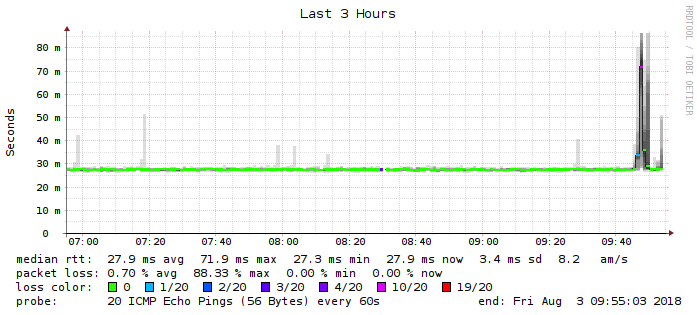 Last 3 Hours
RRDTOOL / TOBI OETIKER
Seconds
80 m
70 m
60 m
50 m
40 m
30 m
20 m
10 m
0
07:00 07:20 07:40 08:00 08:20 08:40 09:00 09:20 09:40
median rtt: 27.9 ms avg 71.9 ms max 27.3 ms min 27.9 ms now 3.4 ms sd 8.2 am/s
packet loss: 0.70 % avg 88.33 % max 0.00 % min 0.00 % now
loss color: 0 1/20 2/20 3/20 4/20 10/20 19/20
probe: 20 ICMP Echo Pings (56 Bytes) every 60s end: Fri Aug 3 09:55:03 2018